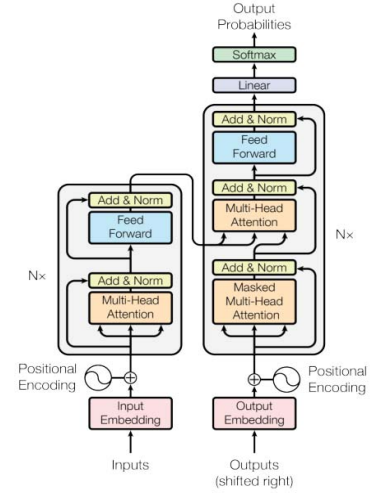 Output
Probabilities
Softmax
Linear
Add & Norm
Feed
Forward
Add & Norm
Multi-Head
Attention
Add & Norm
Masked
Multi-Head
Attention
Nx
Add & Norm
Feed
Forward
Add & Norm
Multi-Head
Attention
Nx
Positional
Encoding
Positional
Encoding
Input
Embedding
Output
Embedding
Inputs
Outputs
(shifted right)